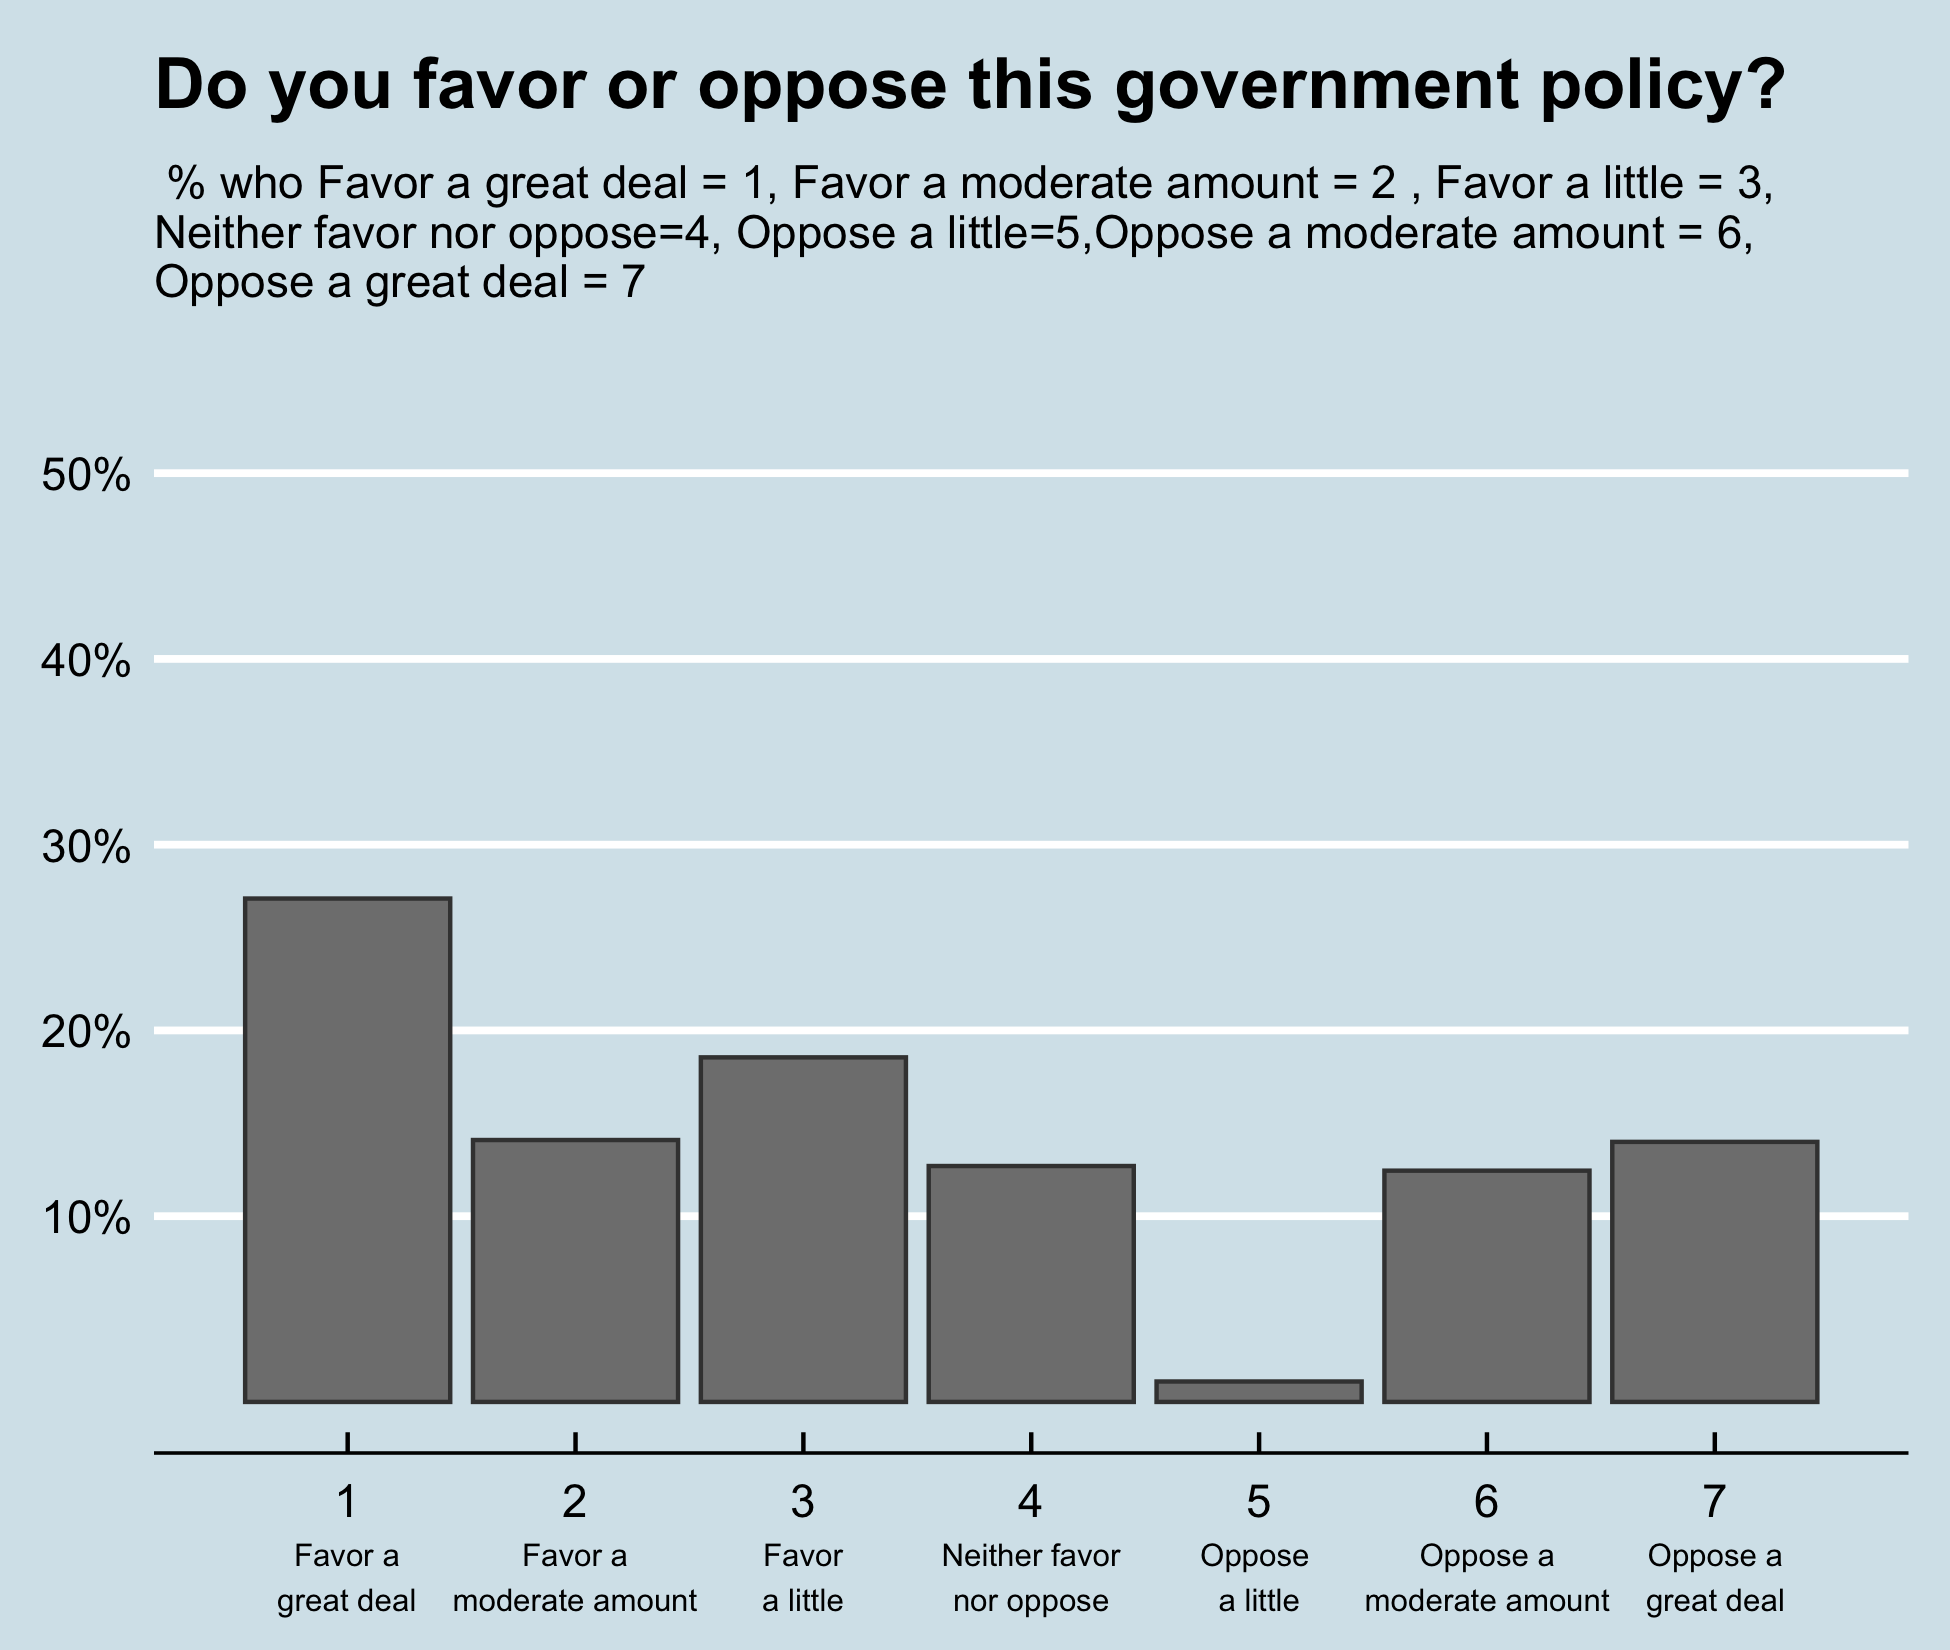 Do you favor or oppose this government policy?
% who Favor a great deal = 1, Favor a moderate amount = 2 , Favor a little = 3,
Neither favor nor oppose=4, Oppose a little=5,Oppose a moderate amount = 6,
Oppose a great deal = 7
50%
40%
30%
20%
10%
1 2 3 4 5 6 7
Favor a Favor a Favor Neither favor Oppose Oppose a Oppose a
great deal moderate amount a little nor oppose a little moderate amount great deal